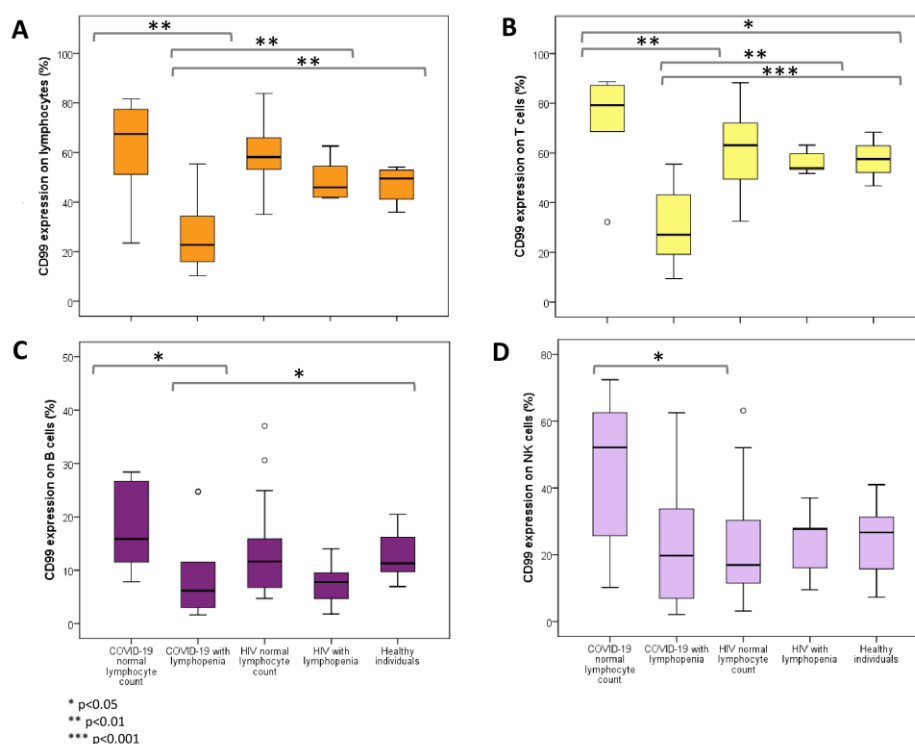 A
**
**
**
CD99 expression on lymphocytes (%)
100
80
60
40
20
0
B
*
**
**
***
CD99 expression on T cells (%)
100
80
60
40
20
0
C
*
*
CD99 expression on B cells (%)
50
40
30
20
10
0
COVID-19
normal
lymphocyte
count
COVID-19 with
lymphopenia
HIV normal
lymphocyte
count
HIV with
lymphopenia
Healthy
individuals
D
*
CD99 expression on NK cells (%)
80
60
40
20
0
COVID-19
normal
lymphocyte
count
COVID-19 with
lymphopenia
HIV normal
lymphocyte
count
HIV with
lymphopenia
Healthy
individuals
* p<0.05
** p<0.01
*** p<0.001